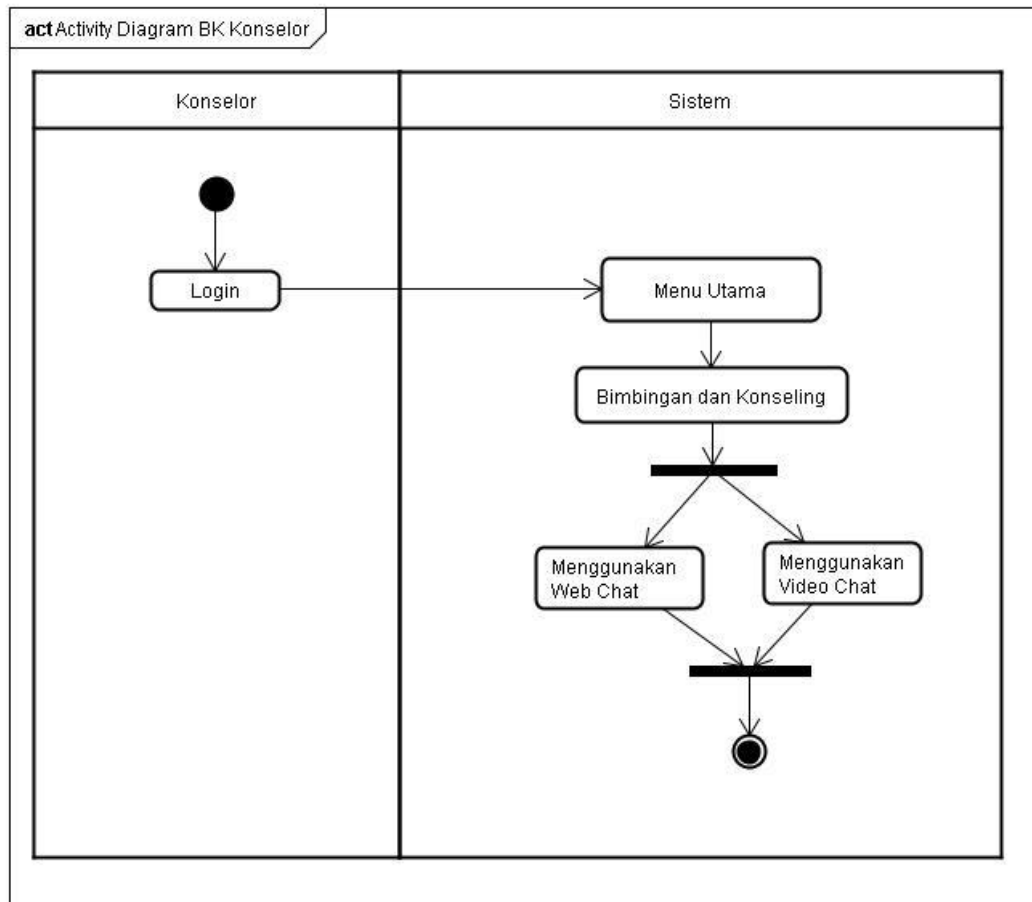 act Activity Diagram BK Konselor
Konselor
Sistem
Login
Menu Utama
Bimbingan dan Konseling
Menggunakan
Web Chat
Menggunakan
Video Chat